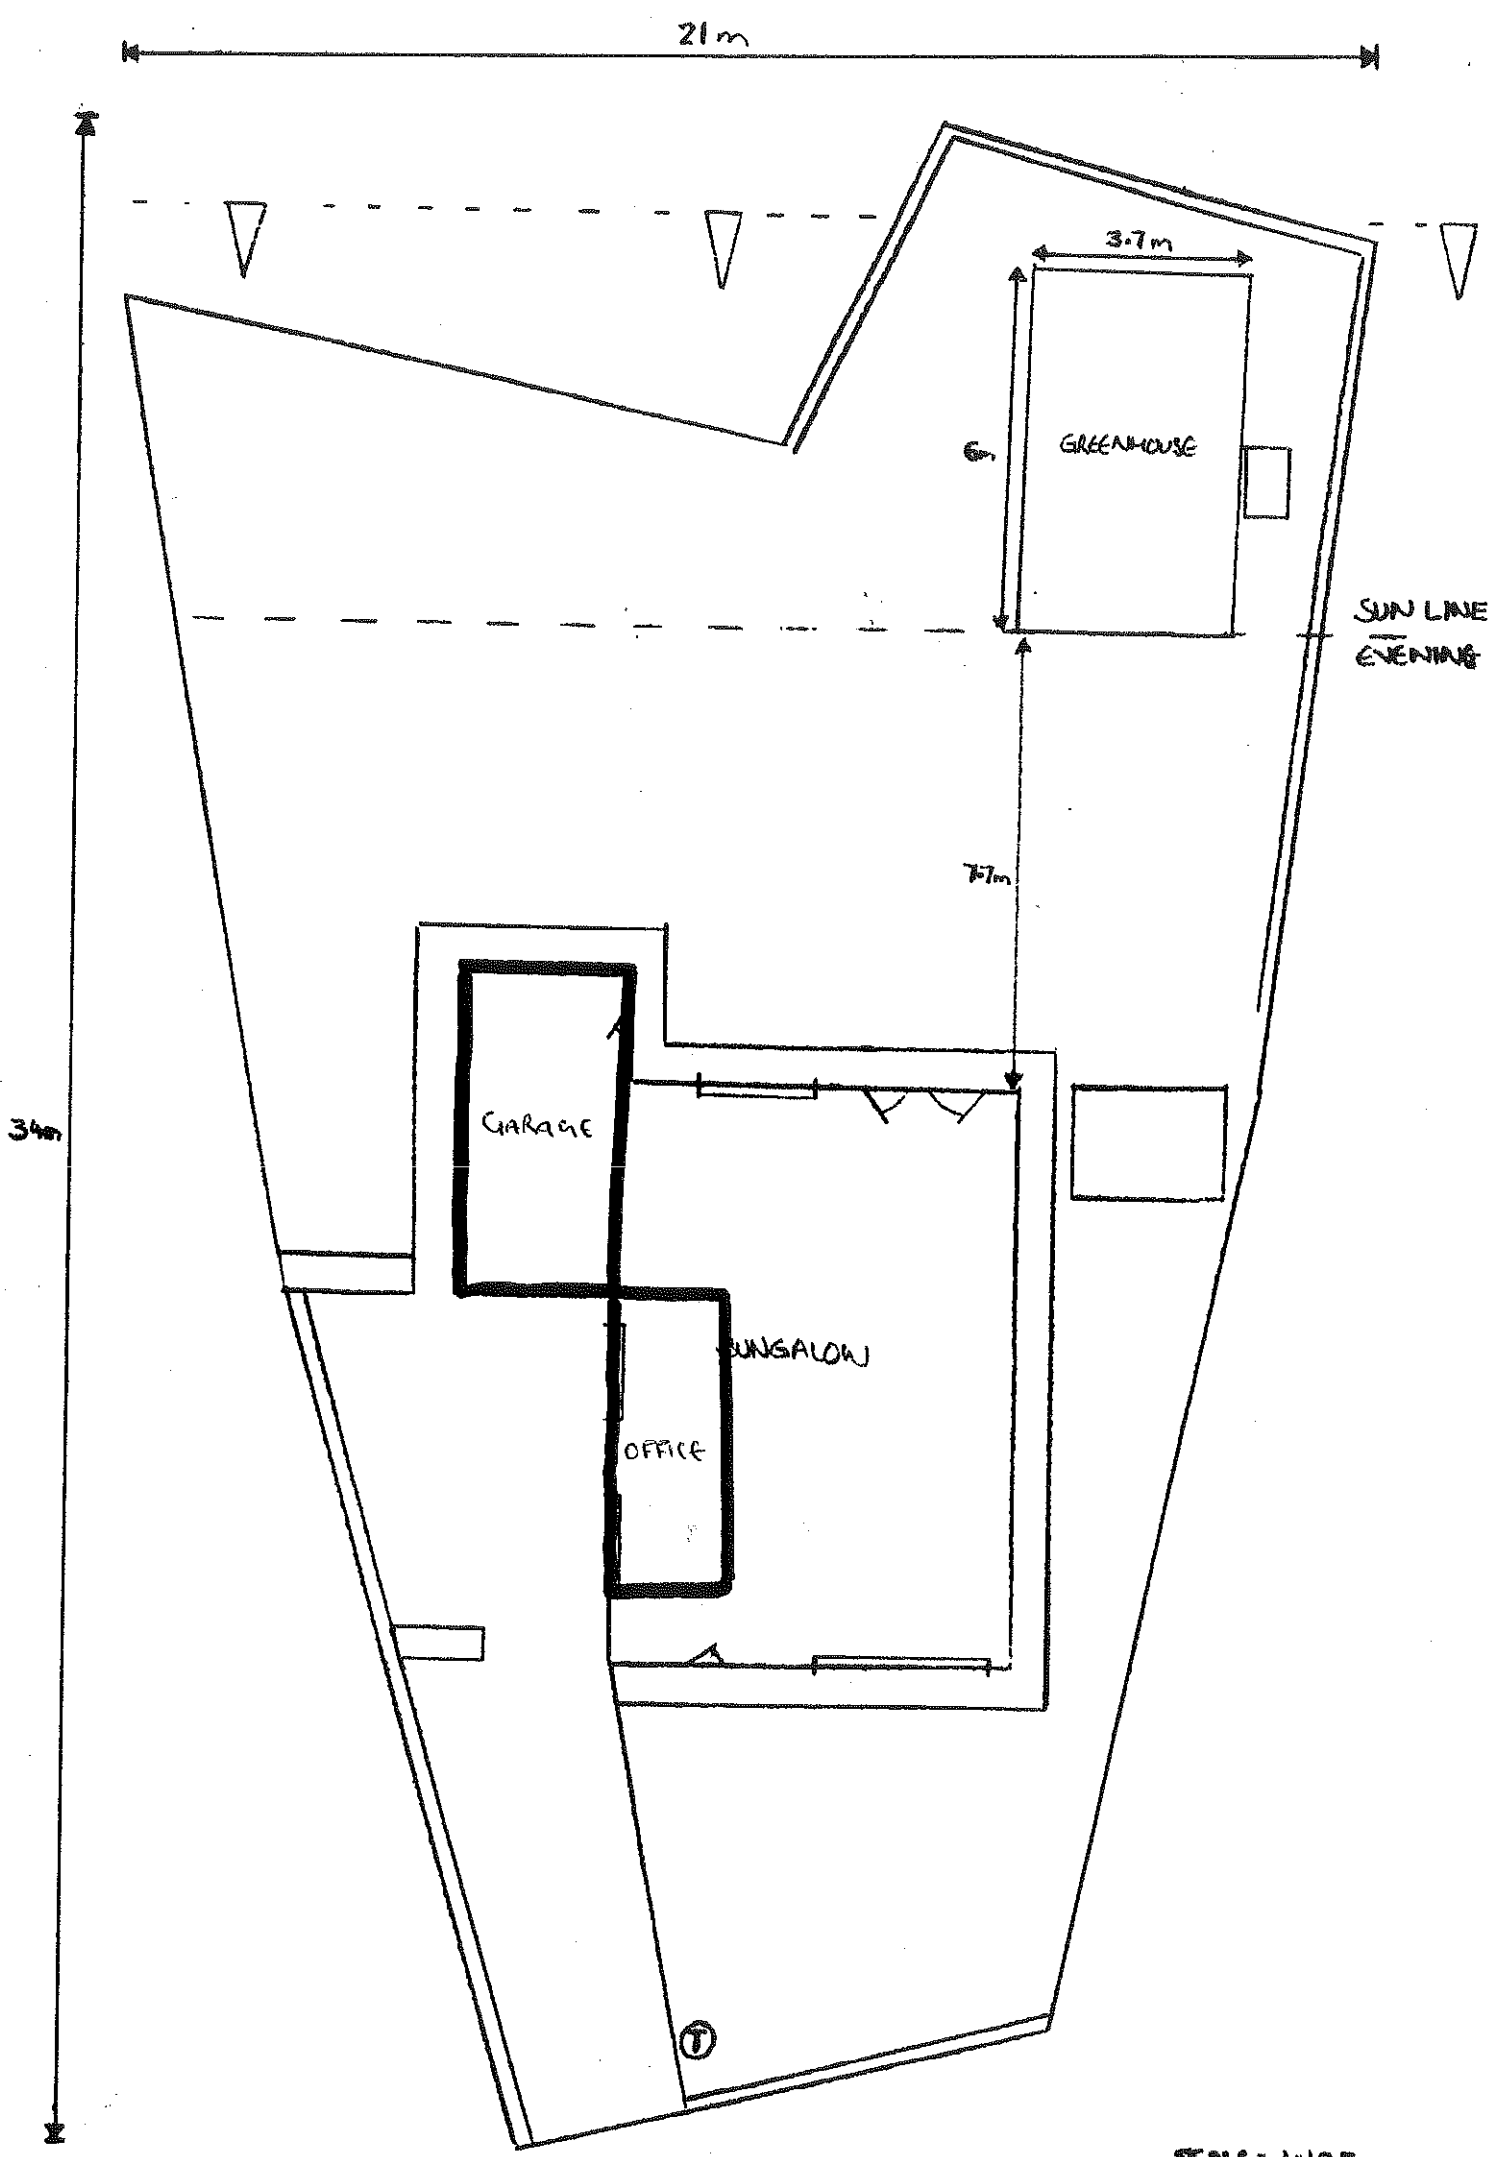 21m
3.7m
6m
GREENHOUSE
SUN LINE
EVENING
7.7m
34m
GARAGE
BUNGALOW
OFFICE
T